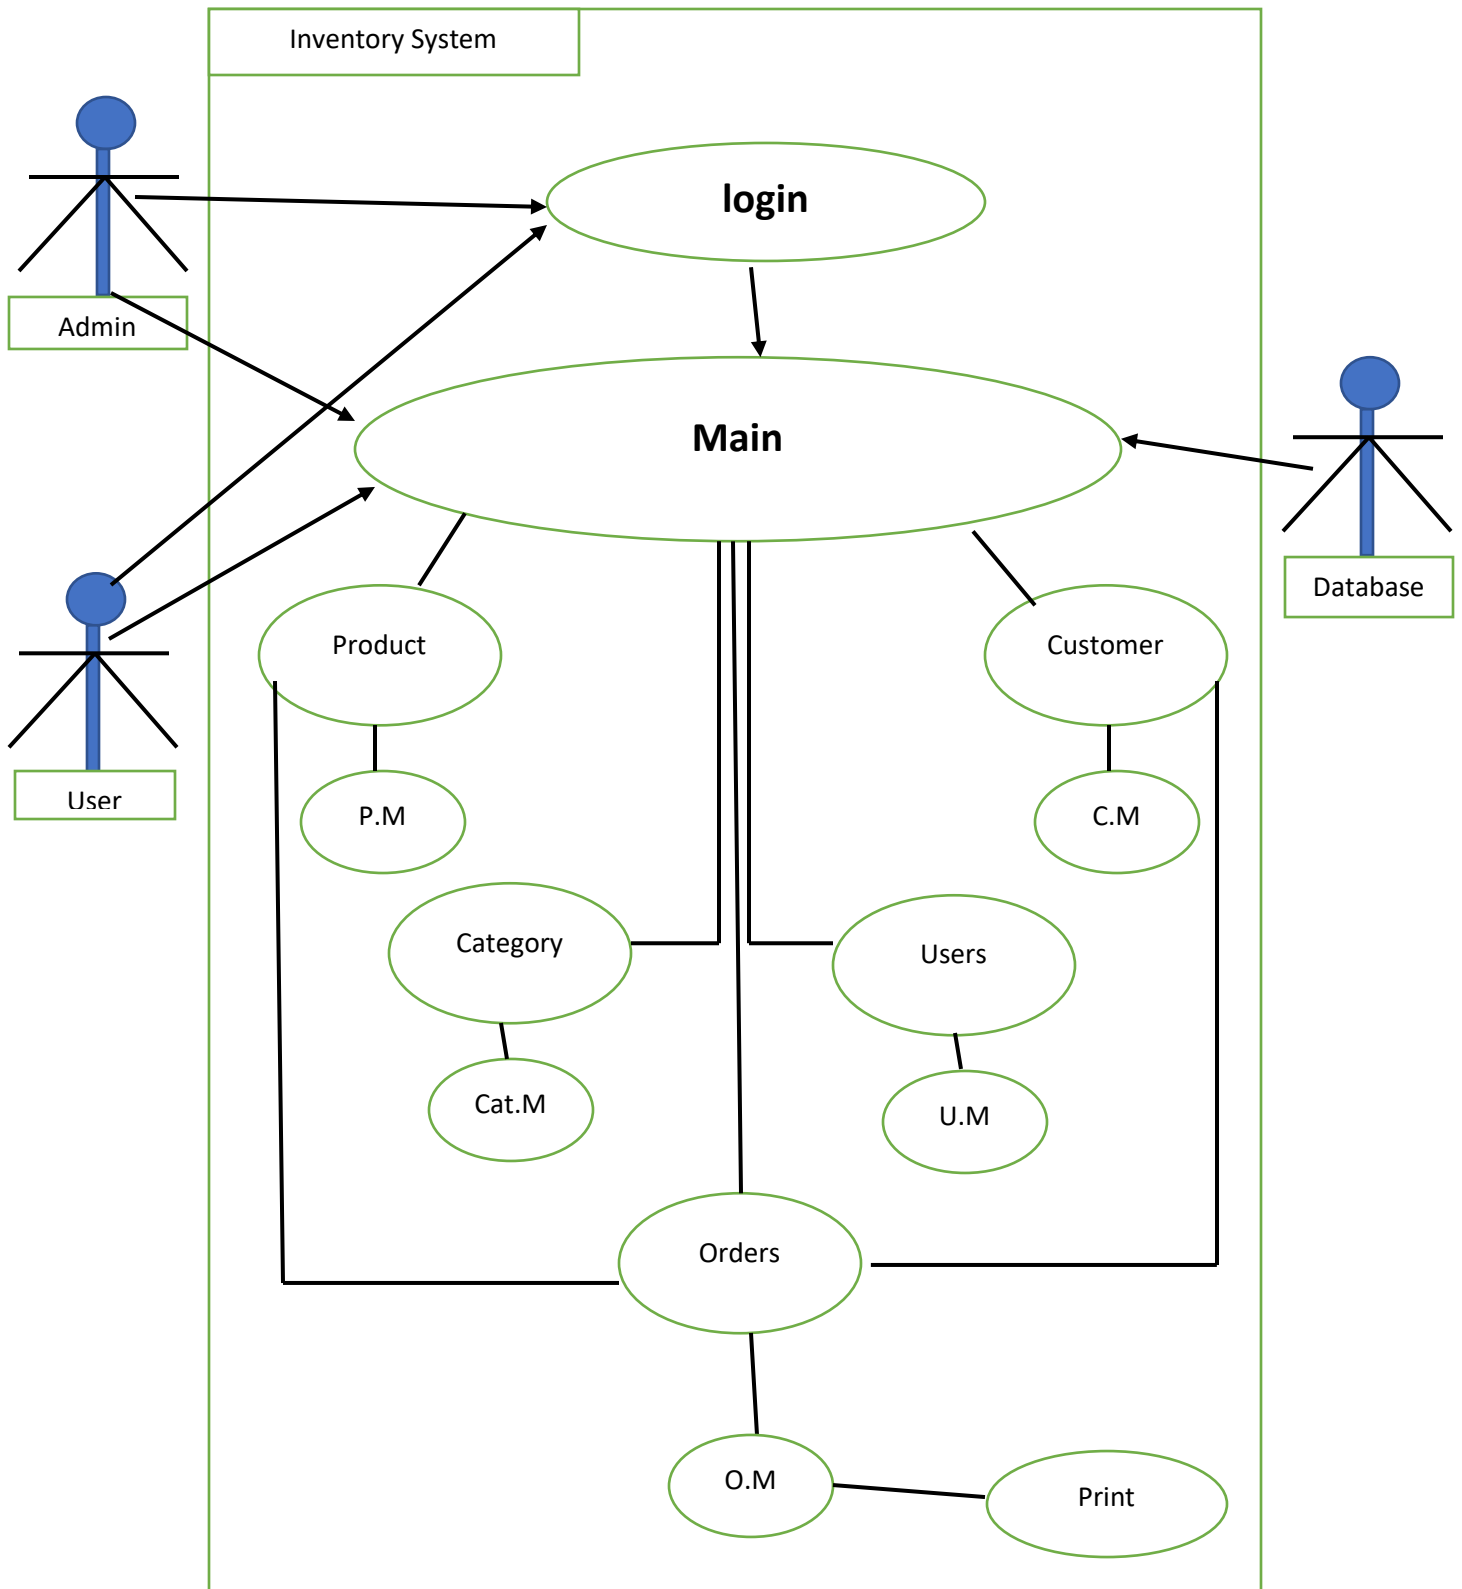 Inventory System
login
Admin
Main
Database
Product
Customer
User
P.M
C.M
Category
Users
Cat.M
U.M
Orders
O.M
Print